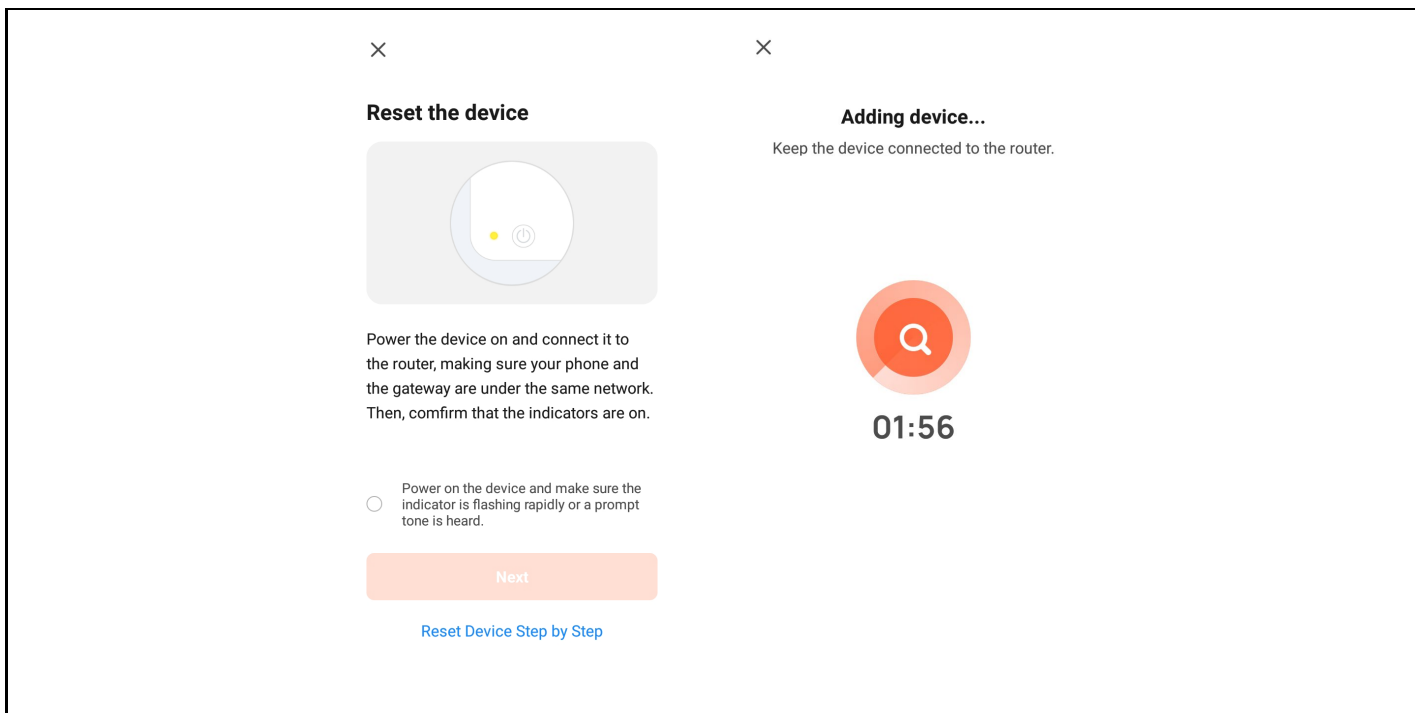 Reset the device
Power the device on and connect it to
the router, making sure your phone and
the gateway are under the same network.
Then, comfirm that the indicators are on.
Power on the device and make sure the
indicator is flashing rapidly or a prompt
tone is heard.
Next
Reset Device Step by Step
Adding device...
Keep the device connected to the router.
01:56